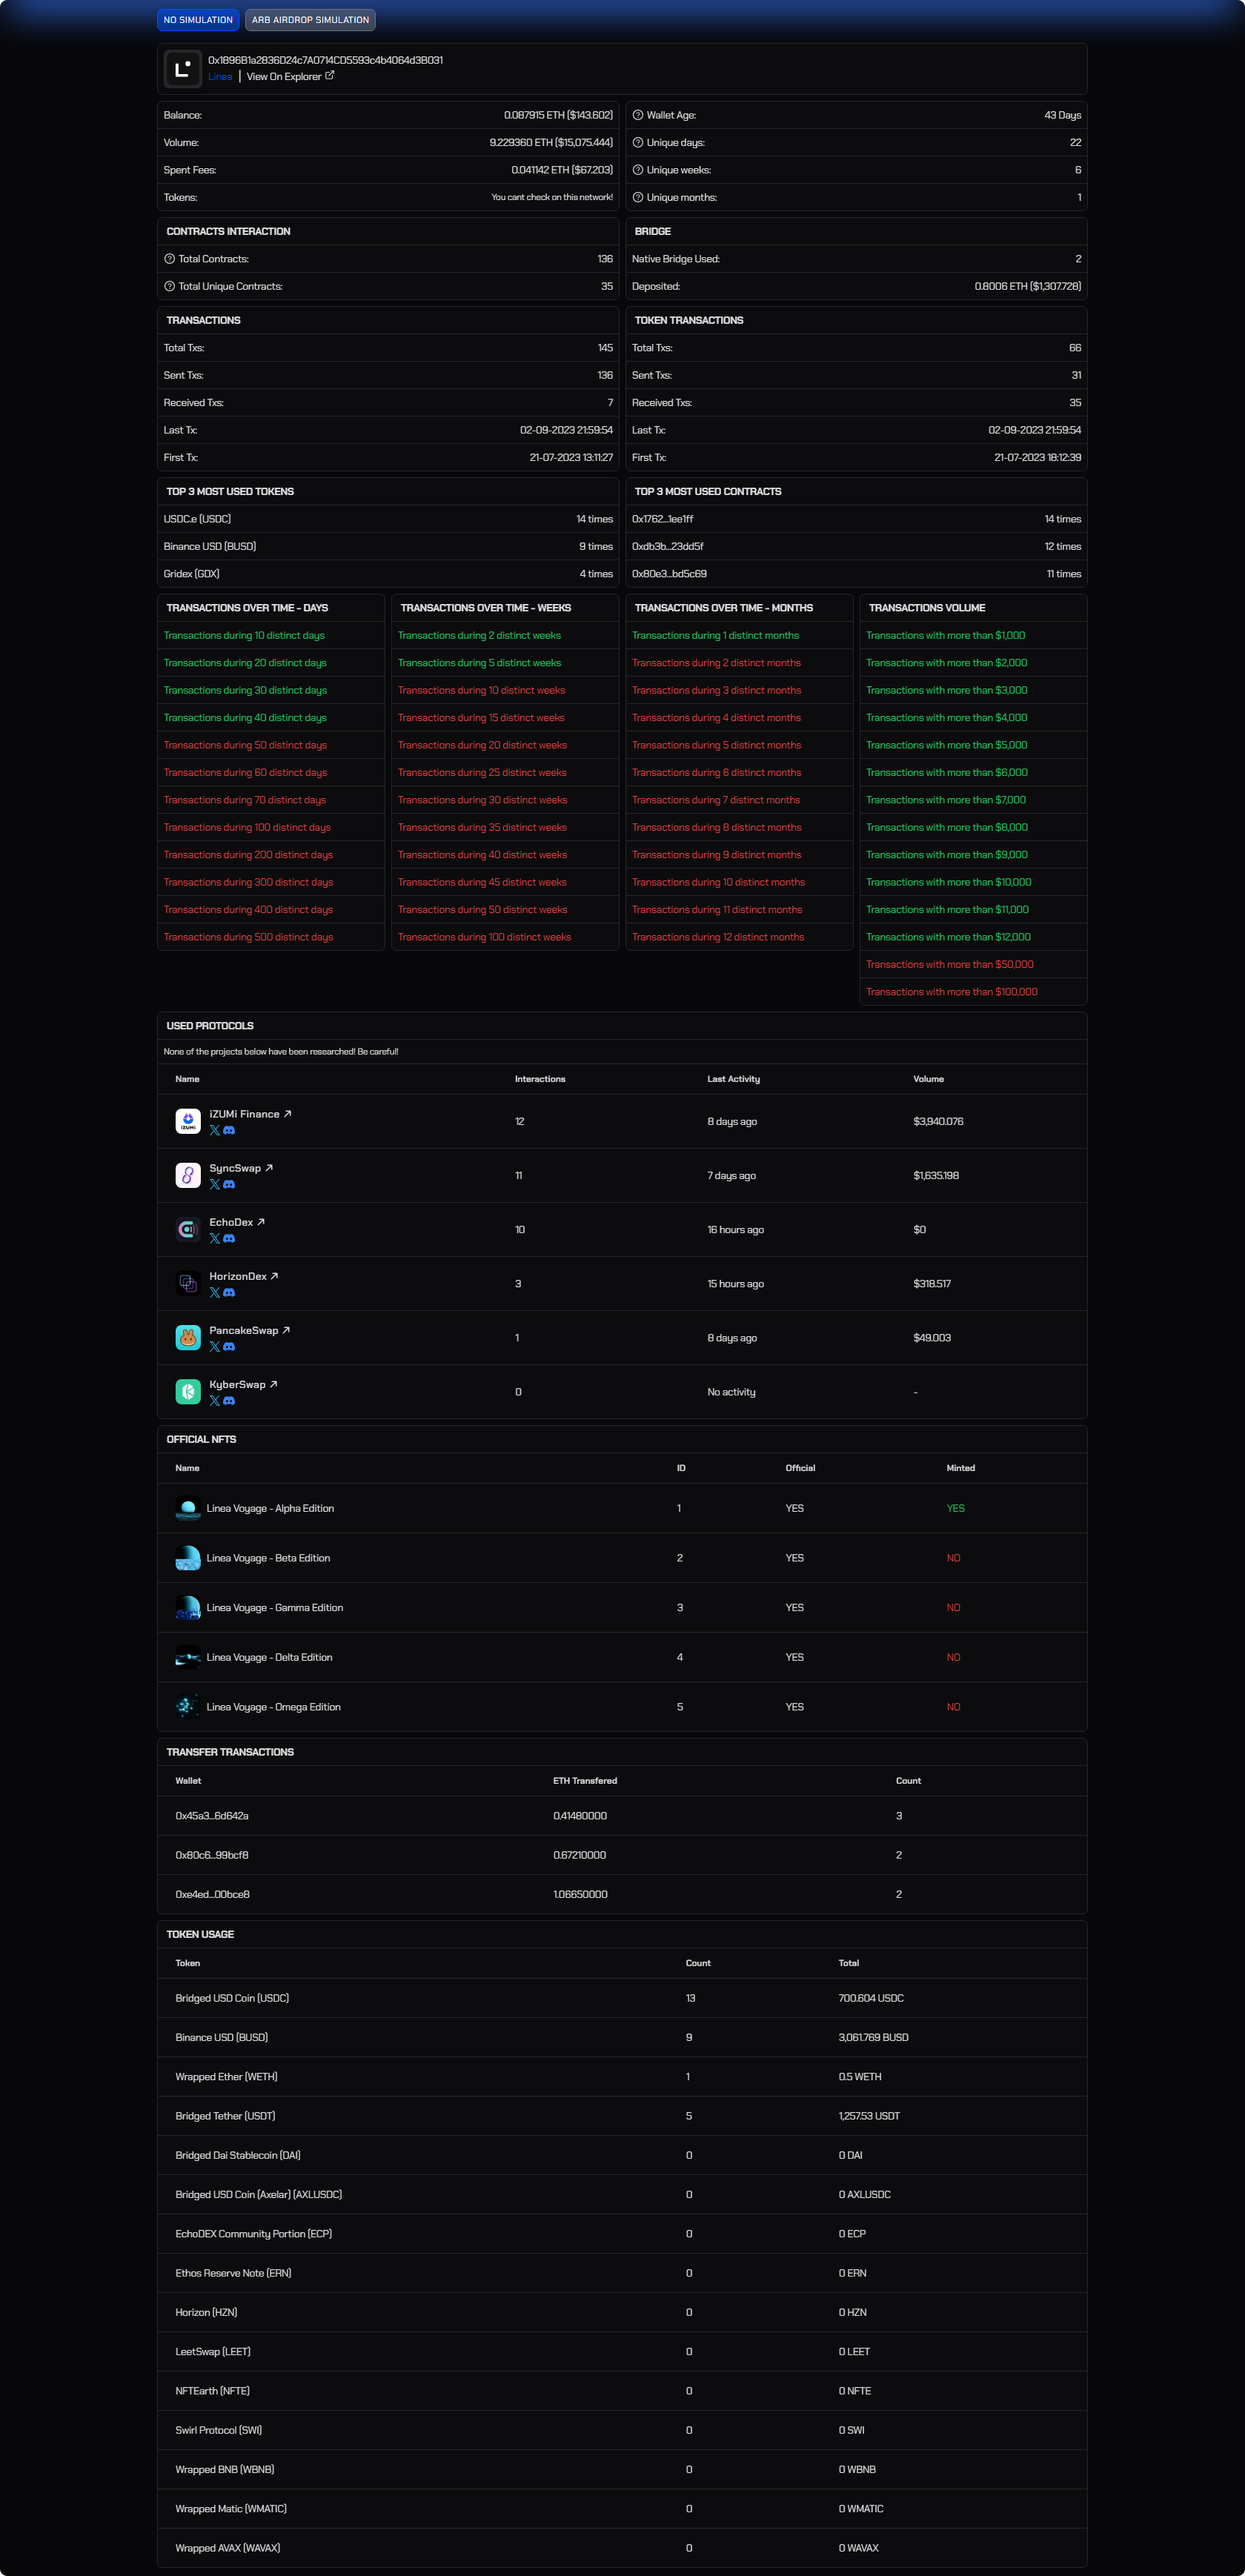 NO SIMULATION
ARB AIRDROP SIMULATION
0x1896B1a2836D24c7A0714CD5593c4b4064d3B031
Linea | View On Explorer
Balance: 0.087915 ETH ($143.602)
Volume: 9.229360 ETH ($15,075.444)
Spent Fees: 0.041142 ETH ($67.203)
Tokens: You cant check on this network!
Wallet Age: 43 Days
Unique days: 22
Unique weeks: 6
Unique months: 1
CONTRACTS INTERACTION
Total Contracts: 136
Total Unique Contracts: 35
BRIDGE
Native Bridge Used: 2
Deposited: 0.8006 ETH ($1,307.728)
TRANSACTIONS
Total Txs: 145
Sent Txs: 136
Received Txs: 7
Last Tx: 02-09-2023 21:59:54
First Tx: 21-07-2023 13:11:27
TOKEN TRANSACTIONS
Total Txs: 66
Sent Txs: 31
Received Txs: 35
Last Tx: 02-09-2023 21:59:54
First Tx: 21-07-2023 18:12:39
TOP 3 MOST USED TOKENS
USDC.e (USDC) 14 times
Binance USD (BUSD) 9 times
Gridex (GDX) 4 times
TOP 3 MOST USED CONTRACTS
0x1762...1ee1ff 14 times
0xdb3b...23dd5f 12 times
0x80e3...bd5c69 11 times
TRANSACTIONS OVER TIME - DAYS
Transactions during 10 distinct days
Transactions during 20 distinct days
Transactions during 30 distinct days
Transactions during 40 distinct days
Transactions during 50 distinct days
Transactions during 60 distinct days
Transactions during 70 distinct days
Transactions during 100 distinct days
Transactions during 200 distinct days
Transactions during 300 distinct days
Transactions during 400 distinct days
Transactions during 500 distinct days
TRANSACTIONS OVER TIME - WEEKS
Transactions during 2 distinct weeks
Transactions during 5 distinct weeks
Transactions during 10 distinct weeks
Transactions during 15 distinct weeks
Transactions during 20 distinct weeks
Transactions during 25 distinct weeks
Transactions during 30 distinct weeks
Transactions during 35 distinct weeks
Transactions during 40 distinct weeks
Transactions during 45 distinct weeks
Transactions during 50 distinct weeks
Transactions during 100 distinct weeks
TRANSACTIONS OVER TIME - MONTHS
Transactions during 1 distinct months
Transactions during 2 distinct months
Transactions during 3 distinct months
Transactions during 4 distinct months
Transactions during 5 distinct months
Transactions during 6 distinct months
Transactions during 7 distinct months
Transactions during 8 distinct months
Transactions during 9 distinct months
Transactions during 10 distinct months
Transactions during 11 distinct months
Transactions during 12 distinct months
TRANSACTIONS VOLUME
Transactions with more than $1,000
Transactions with more than $2,000
Transactions with more than $3,000
Transactions with more than $4,000
Transactions with more than $5,000
Transactions with more than $6,000
Transactions with more than $7,000
Transactions with more than $8,000
Transactions with more than $9,000
Transactions with more than $10,000
Transactions with more than $11,000
Transactions with more than $12,000
Transactions with more than $50,000
Transactions with more than $100,000
USED PROTOCOLS
None of the projects below have been researched! Be careful!
Name Interactions Last Activity Volume
iZUMi Finance 12 8 days ago $3,940.076
SyncSwap 11 7 days ago $1,635.198
EchoDex 10 16 hours ago $0
HorizonDex 3 15 hours ago $318.517
PancakeSwap 1 8 days ago $49.003
KyberSwap 0 No activity -
OFFICIAL NFTS
Name ID Official Minted
Linea Voyage - Alpha Edition 1 YES YES
Linea Voyage - Beta Edition 2 YES NO
Linea Voyage - Gamma Edition 3 YES NO
Linea Voyage - Delta Edition 4 YES NO
Linea Voyage - Omega Edition 5 YES NO
TRANSFER TRANSACTIONS
Wallet ETH Transfered Count
0x45a3...6d642a 0.41480000 3
0x80c6...99bcf8 0.67210000 2
0xe4ed...00bce8 1.06650000 2
TOKEN USAGE
Token Count Total
Bridged USD Coin (USDC) 13 700.604 USDC
Binance USD (BUSD) 9 3,061.769 BUSD
Wrapped Ether (WETH) 1 0.5 WETH
Bridged Tether (USDT) 5 1,257.53 USDT
Bridged Dai Stablecoin (DAI) 0 0 DAI
Bridged USD Coin (Axelar) (AXLUSDC) 0 0 AXLUSDC
EchoDEX Community Portion (ECP) 0 0 ECP
Ethos Reserve Note (ERN) 0 0 ERN
Horizon (HZN) 0 0 HZN
LeetSwap (LEET) 0 0 LEET
NFTEarth (NFTE) 0 0 NFTE
Swirl Protocol (SWI) 0 0 SWI
Wrapped BNB (WBNB) 0 0 WBNB
Wrapped Matic (WMATIC) 0 0 WMATIC
Wrapped AVAX (WAVAX) 0 0 WAVAX